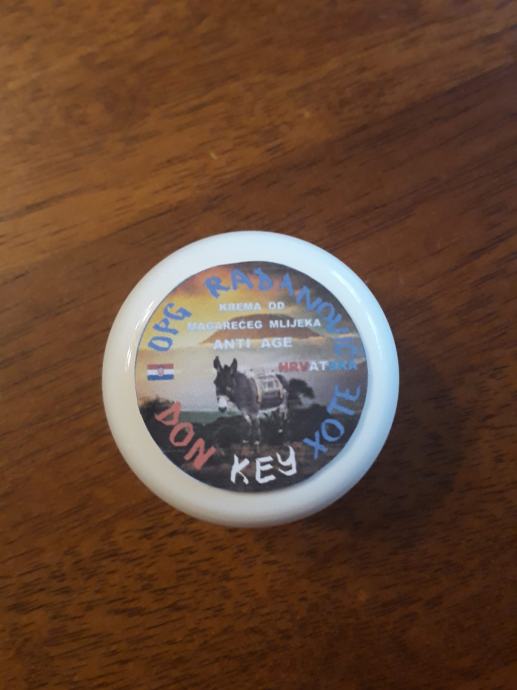 OPG RADANOVIĆ
KREMA OD
MAGAREĆEG MLIJEKA
ANTI AGE
HRVATSKA
DON KEY XOTE